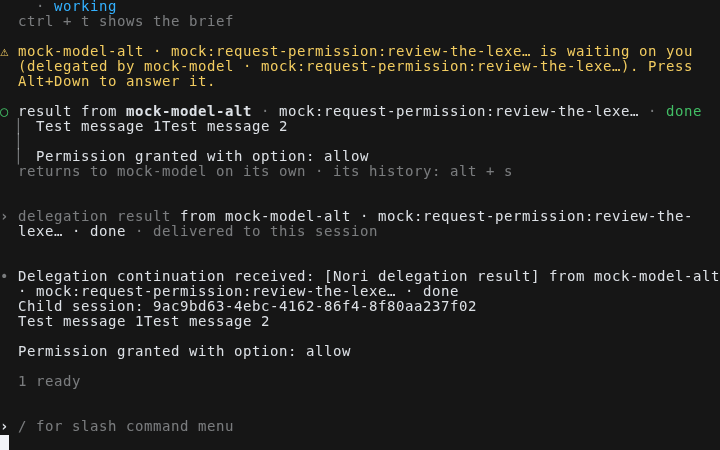 · working
ctrl + t shows the brief
⚠ mock-model-alt · mock:request-permission:review-the-lexe… is waiting on you
(delegated by mock-model · mock:request-permission:review-the-lexe…). Press
Alt+Down to answer it.
○ result from mock-model-alt · mock:request-permission:review-the-lexe… · done
│ Test message 1Test message 2
│
│ Permission granted with option: allow
returns to mock-model on its own · its history: alt + s
› delegation result from mock-model-alt · mock:request-permission:review-the-
lexe… · done · delivered to this session
• Delegation continuation received: [Nori delegation result] from mock-model-alt
· mock:request-permission:review-the-lexe… · done
Child session: 9ac9bd63-4ebc-4162-86f4-8f80aa237f02
Test message 1Test message 2
Permission granted with option: allow
1 ready
› / for slash command menu